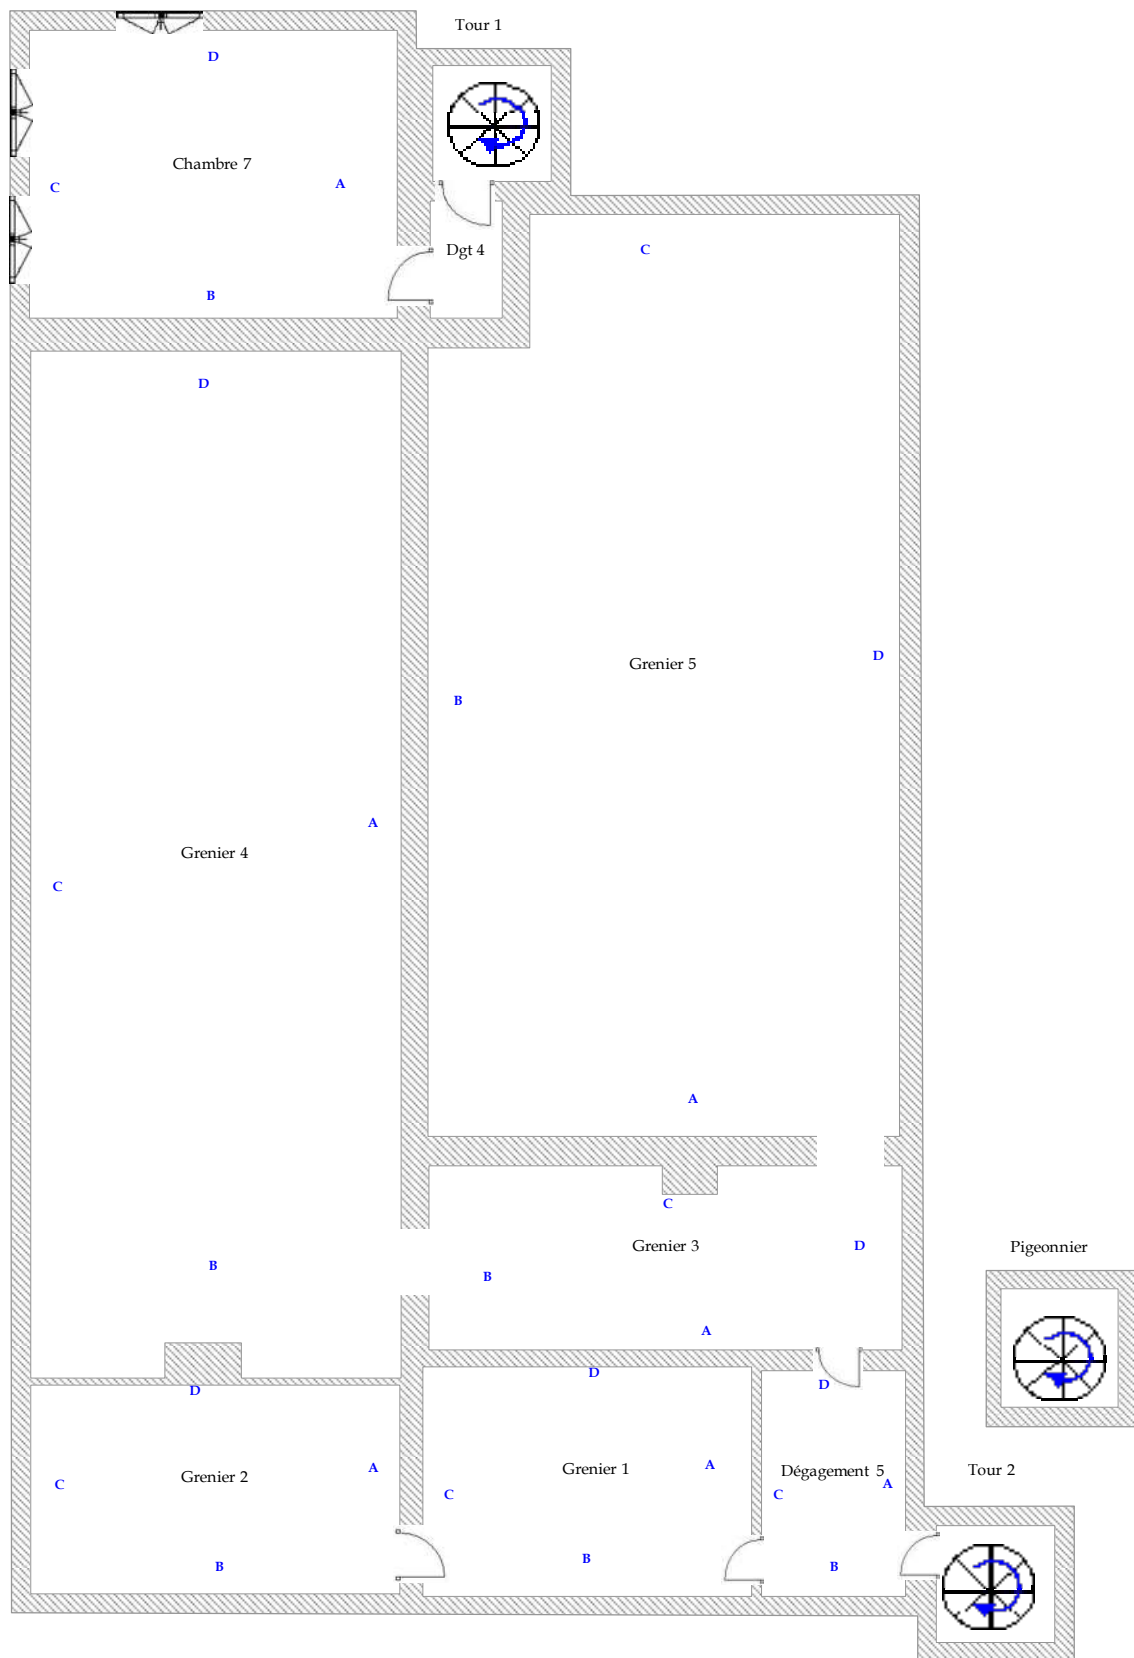 Tour 1
D
Chambre 7
C
A
B
Dgt 4
C
D
Grenier 5
D
B
A
Grenier 4
C
A
B
C
Grenier 3
D
B
A
Pigeonnier
D
D
D
Grenier 2
C
A
B
Grenier 1
C
A
B
Dégagement 5
C
A
B
Tour 2